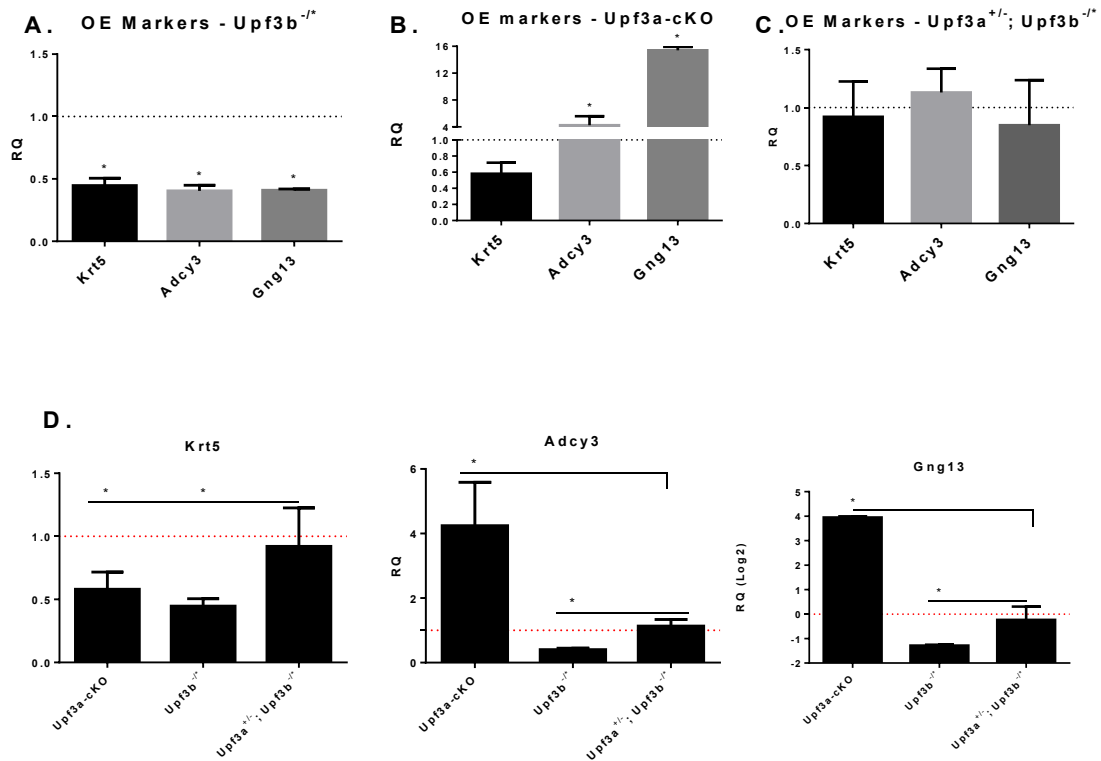 A.
OE Markers - Upf3b-/*
1.5
1.0
0.5
0.0
RQ
*
*
*
Krt5
Adcy3
Gng13
B.
OE markers - Upf3a-cKO
16
12
8
4
1.0
0.8
0.6
0.4
0.2
0.0
RQ
*
*
Krt5
Adcy3
Gng13
C.
OE Markers - Upf3a+/-; Upf3b-/*
1.5
1.0
0.5
0.0
RQ
Krt5
Adcy3
Gng13
D.
Krt5
1.5
1.0
0.5
0.0
*
*
Upf3a-cKO
Upf3b-/*
Upf3a+/-; Upf3b-/*
Adcy3
6
4
2
0
RQ
*
*
Upf3a-cKO
Upf3b-/*
Upf3a+/-; Upf3b-/*
Gng13
5
4
3
2
1
0
-1
-2
RQ (Log2)
*
*
Upf3a-cKO
Upf3b-/*
Upf3a+/-; Upf3b-/*